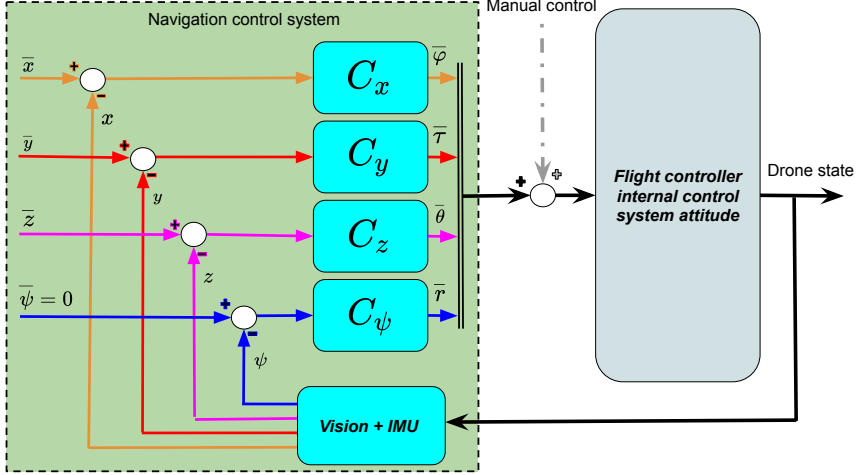 Navigation control system
Manual control
x̅
+
−
x
C_x
φ̅
y̅
+
−
y
C_y
τ̅
+
+
Flight controller
internal control
system attitude
Drone state
z̅
+
−
z
C_z
θ̅
ψ̅ = 0
+
−
ψ
C_ψ
r̅
Vision + IMU